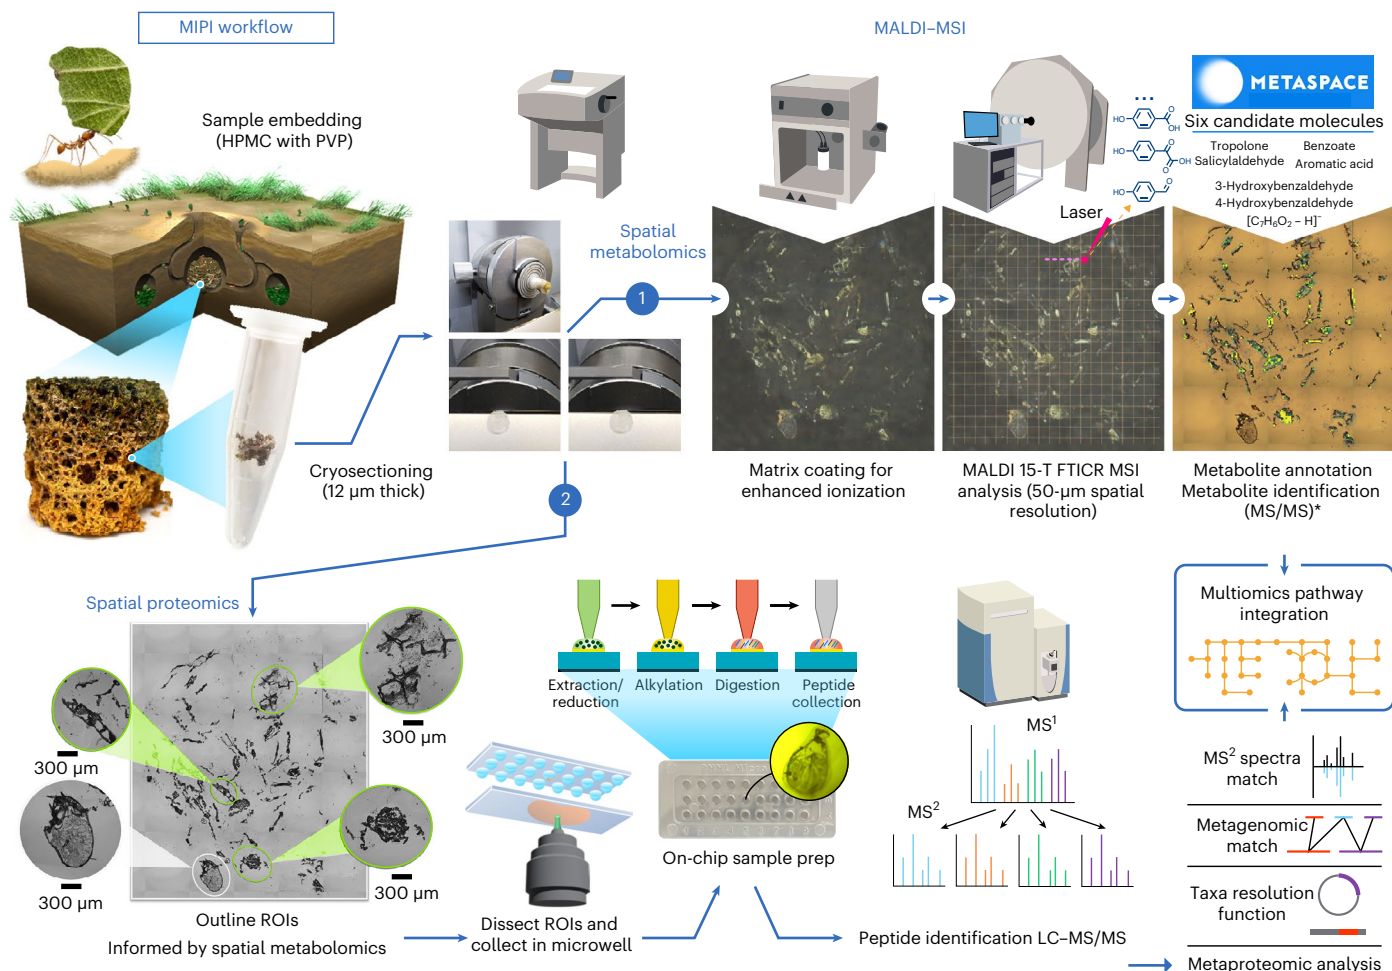 MIPI workflow
MALDI–MSI
Sample embedding
(HPMC with PVP)
METASPACE
Six candidate molecules
Tropolone
Benzoate
Salicylaldehyde
Aromatic acid
3-Hydroxybenzaldehyde
4-Hydroxybenzaldehyde
[C₇H₆O₂ – H]⁻
...
HO
O
OH
HO
O
OH
O
HO
O
Laser
Spatial
metabolomics
1
Cryosectioning
(12 µm thick)
Matrix coating for
enhanced ionization
MALDI 15-T FTICR MSI
analysis (50-µm spatial
resolution)
Metabolite annotation
Metabolite identification
(MS/MS)*
2
Spatial proteomics
300 µm
300 µm
300 µm
300 µm
Outline ROIs
Informed by spatial metabolomics
Dissect ROIs and
collect in microwell
Extraction/
reduction
Alkylation
Digestion
Peptide
collection
On-chip sample prep
MS¹
MS²
Peptide identification LC–MS/MS
Multiomics pathway
integration
MS² spectra
match
Metagenomic
match
Taxa resolution
function
Metaproteomic analysis